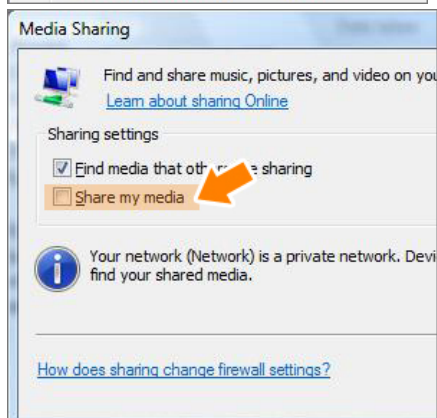 Media Sharing
Find and share music, pictures, and video on you
Learn about sharing Online
Sharing settings
Find media that others are sharing
Share my media
Your network (Network) is a private network. Devi
find your shared media.
How does sharing change firewall settings?